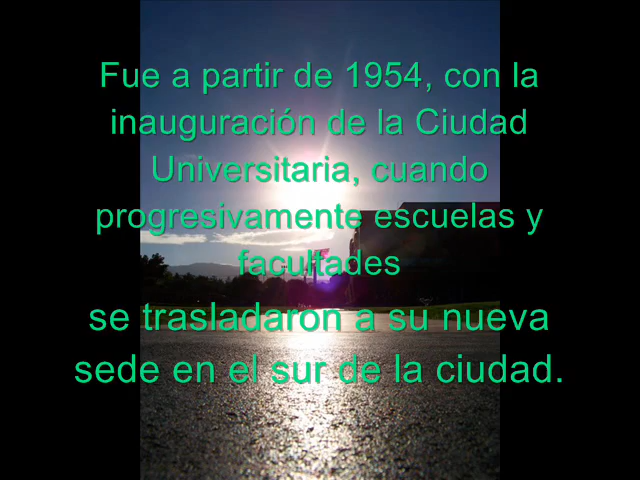 Fue a partir de 1954, con la
inauguración de la Ciudad
Universitaria, cuando
progresivamente escuelas y
facultades
se trasladaron a su nueva
sede en el sur de la ciudad.